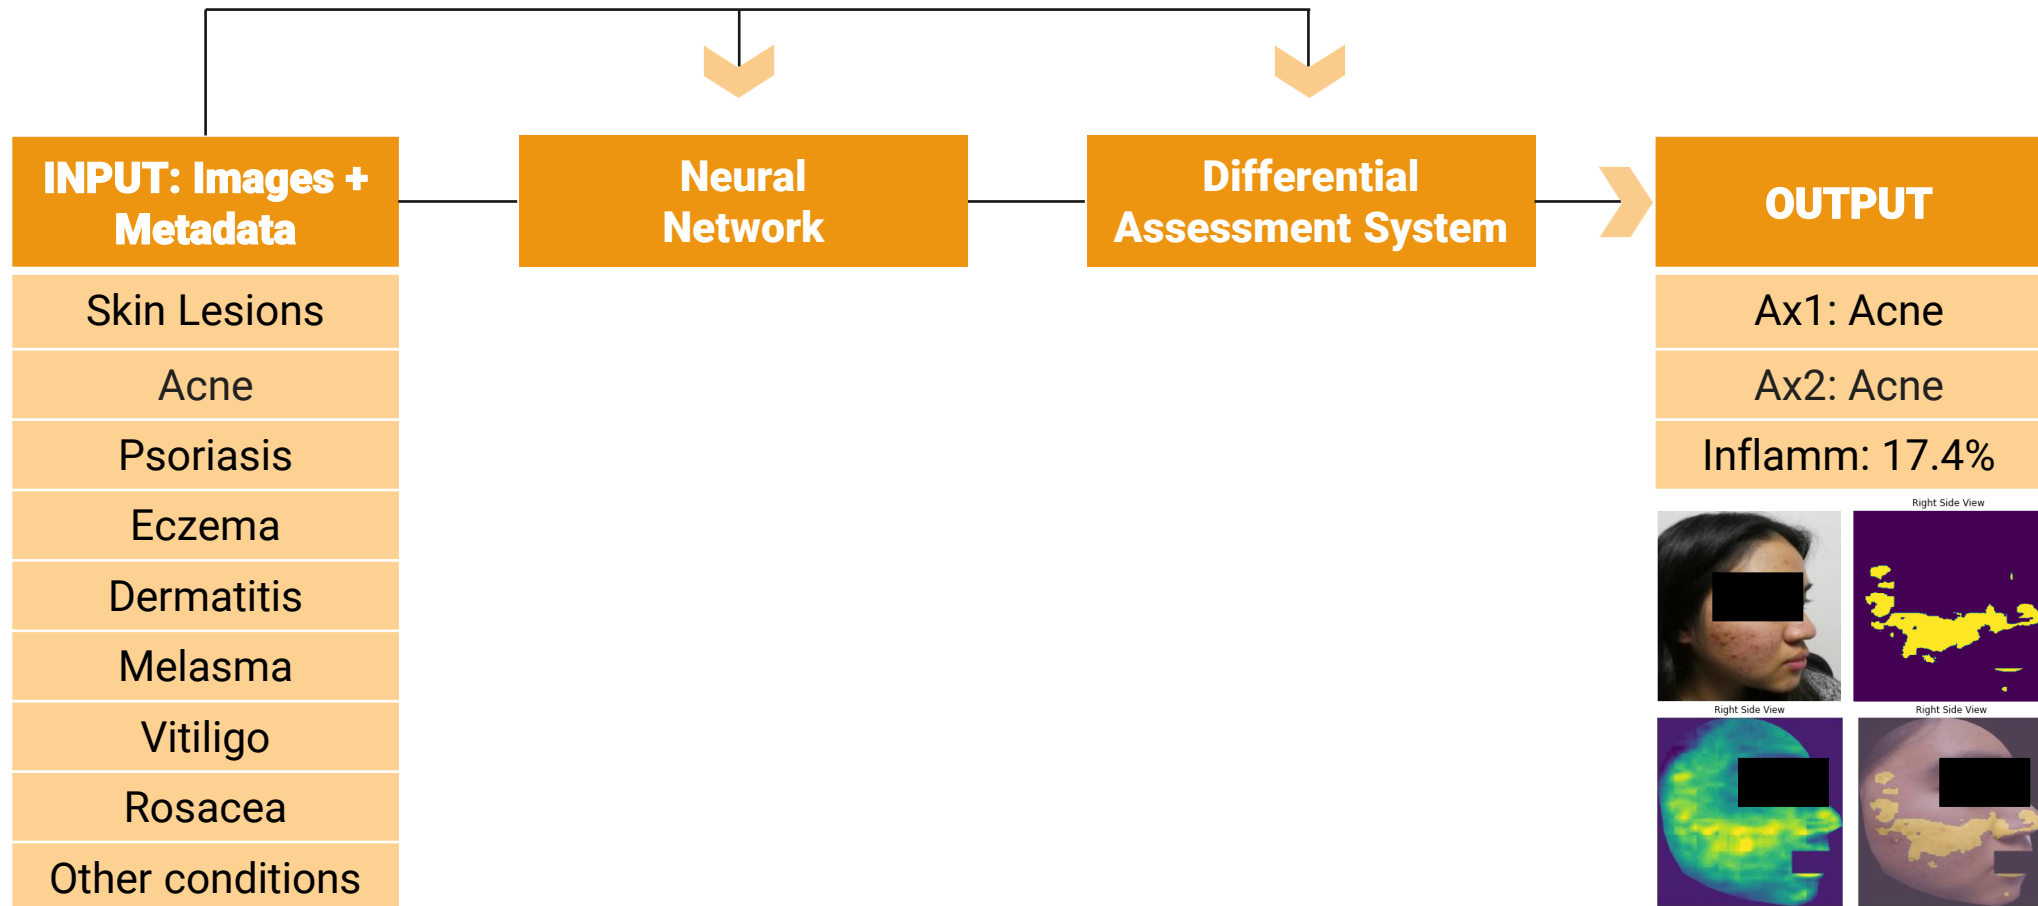 INPUT: Images +
Metadata
Skin Lesions
Acne
Psoriasis
Eczema
Dermatitis
Melasma
Vitiligo
Rosacea
Other conditions
Neural
Network
Differential
Assessment System
OUTPUT
Ax1: Acne
Ax2: Acne
Inflamm: 17.4%
Right Side View
Right Side View
Right Side View